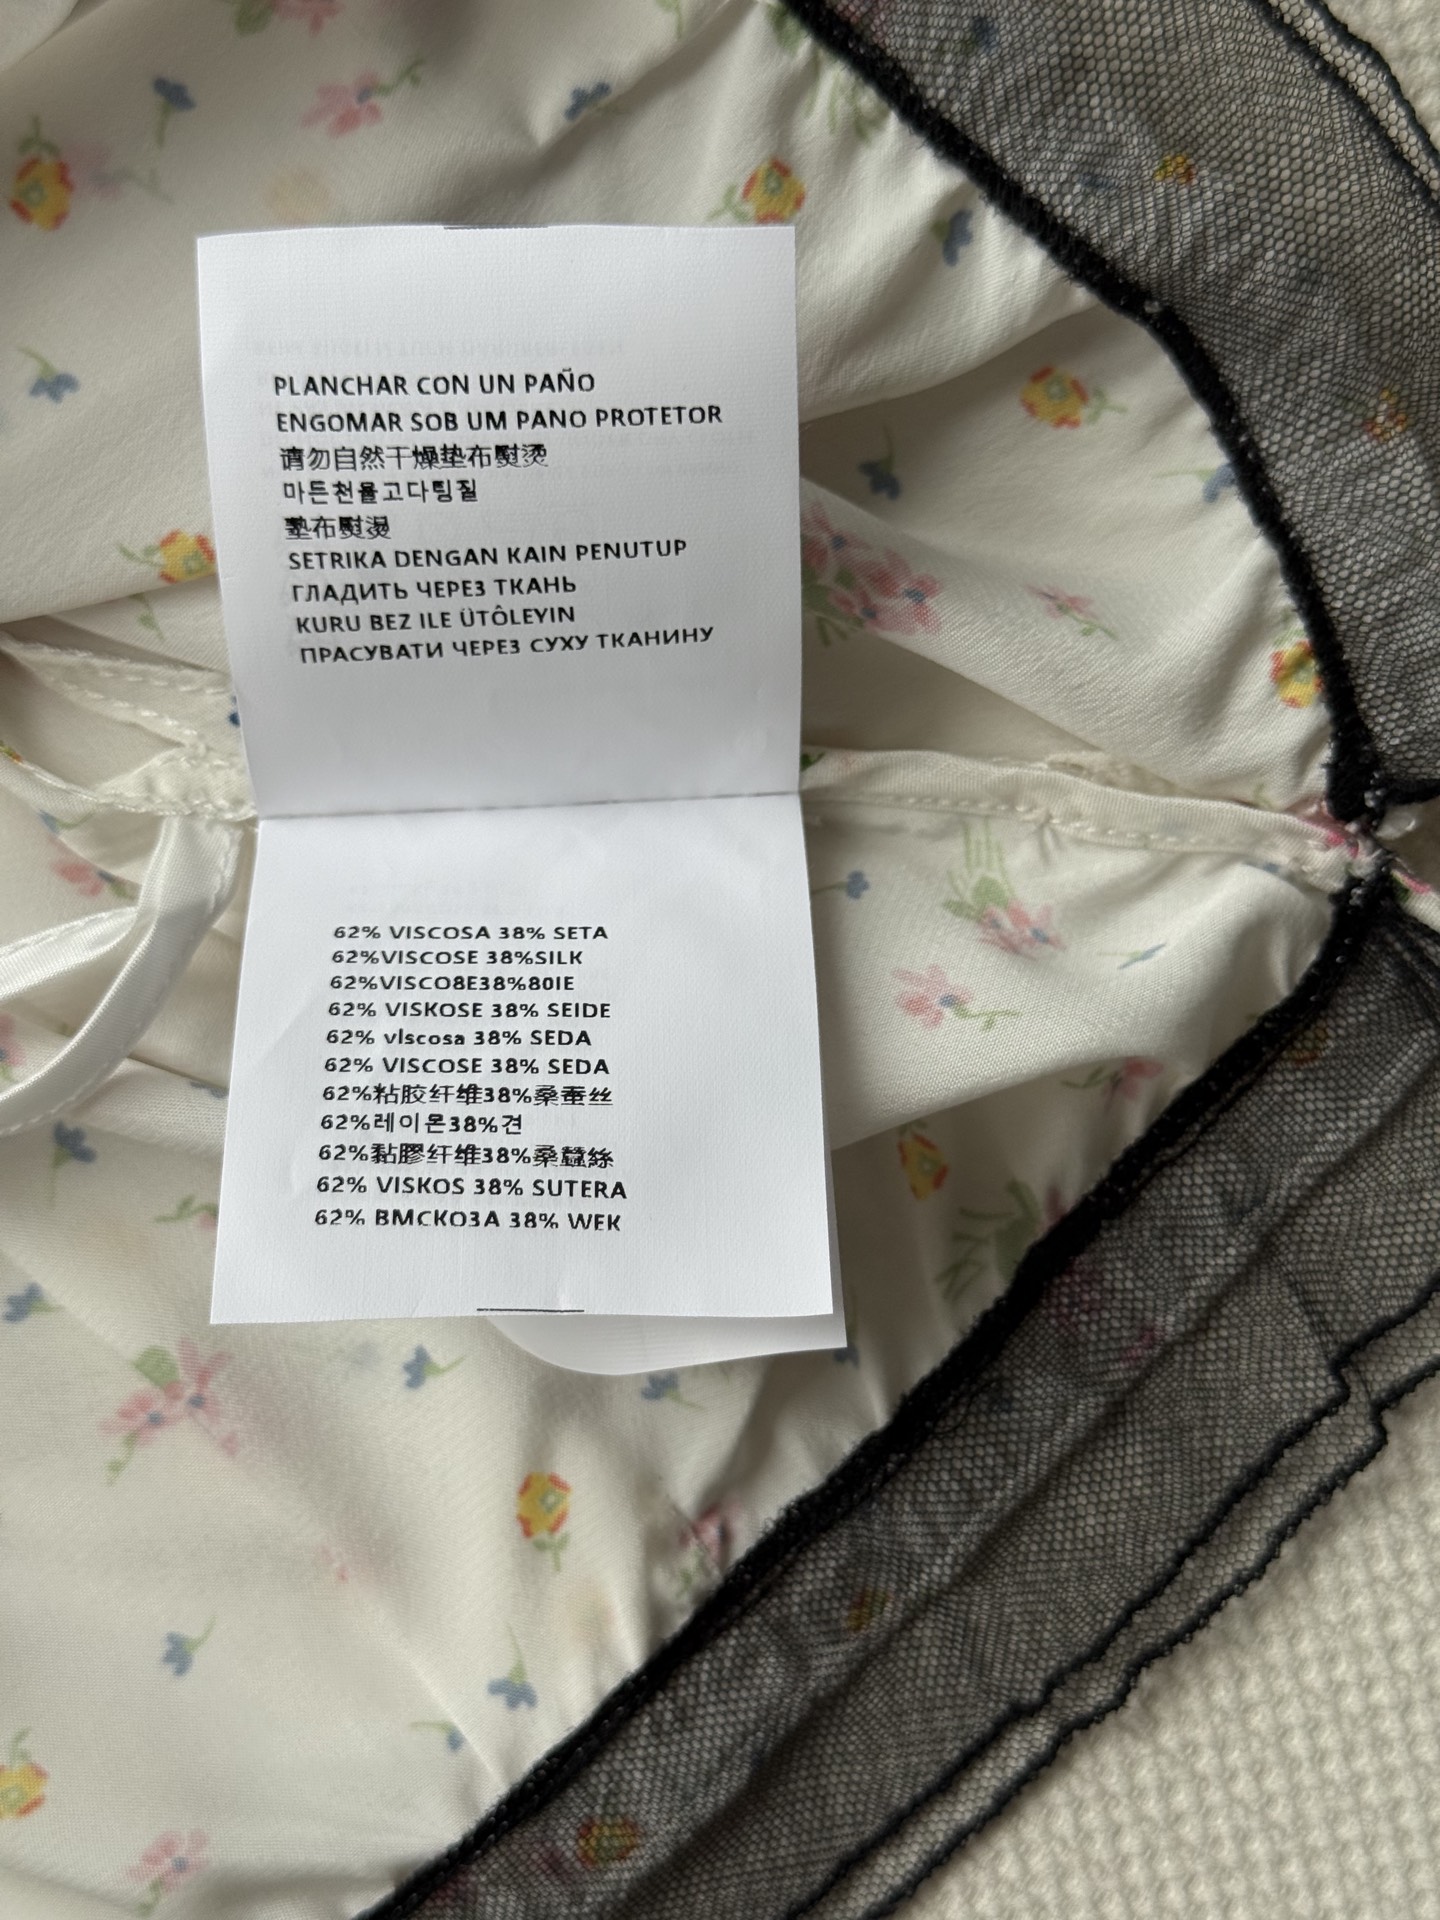 PLANCHAR CON UN PAÑO
ENGOMAR SOB UM PANO PROTETOR
请勿自然干燥垫布熨烫
마든천율고다팅질
墊布熨燙
SETRIKA DENGAN KAIN PENUTUP
ГЛАДИТЬ ЧЕРЕЗ ТКАНЬ
KURU BEZ ILE ÜTÔLEYIN
ПРАСУВАТИ ЧЕРЕЗ СУХУ ТКАНИНУ
62% VISCOSA 38% SETA
62%VISCOSE 38%SILK
62%VISCO8E38%80IE
62% VISKOSE 38% SEIDE
62% vlscosa 38% SEDA
62% VISCOSE 38% SEDA
62%粘胶纤维38%桑蚕丝
62%레이온38%견
62%黏膠纤维38%桑蠶絲
62% VISKOS 38% SUTERA
62% ВМСКОЗА 38% WEK